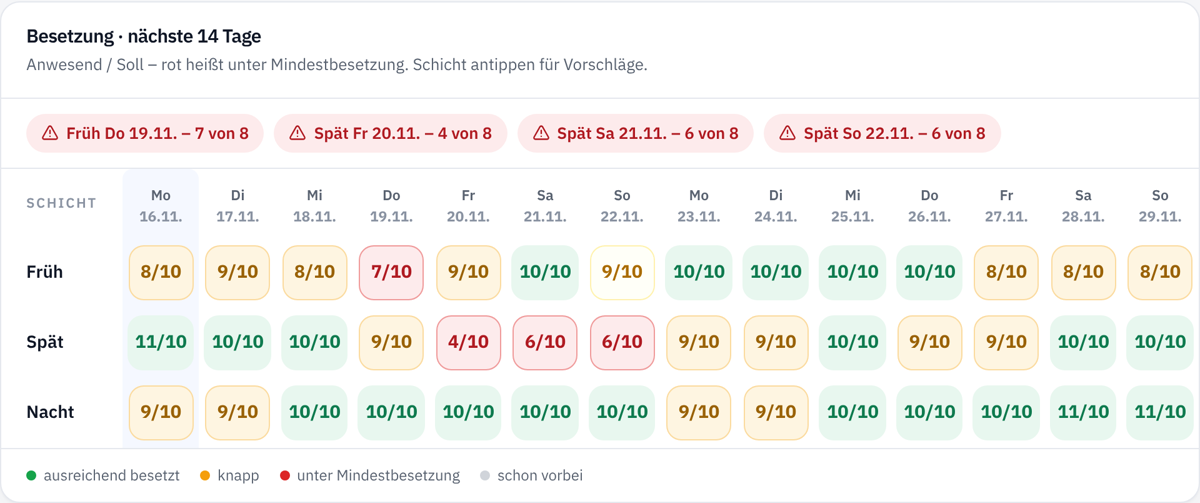 Besetzung · nächste 14 Tage
Anwesend / Soll – rot heißt unter Mindestbesetzung. Schicht antippen für Vorschläge.
Früh Do 19.11. – 7 von 8 Spät Fr 20.11. – 4 von 8 Spät Sa 21.11. – 6 von 8 Spät So 22.11. – 6 von 8
SCHICHT Mo Di Mi Do Fr Sa So Mo Di Mi Do Fr Sa So
16.11. 17.11. 18.11. 19.11. 20.11. 21.11. 22.11. 23.11. 24.11. 25.11. 26.11. 27.11. 28.11. 29.11.
Früh 8/10 9/10 8/10 7/10 9/10 10/10 9/10 10/10 10/10 10/10 10/10 8/10 8/10 8/10
Spät 11/10 10/10 10/10 9/10 4/10 6/10 6/10 9/10 9/10 10/10 9/10 9/10 10/10 10/10
Nacht 9/10 9/10 10/10 10/10 10/10 10/10 10/10 9/10 9/10 10/10 10/10 10/10 11/10 11/10
ausreichend besetzt knapp unter Mindestbesetzung schon vorbei